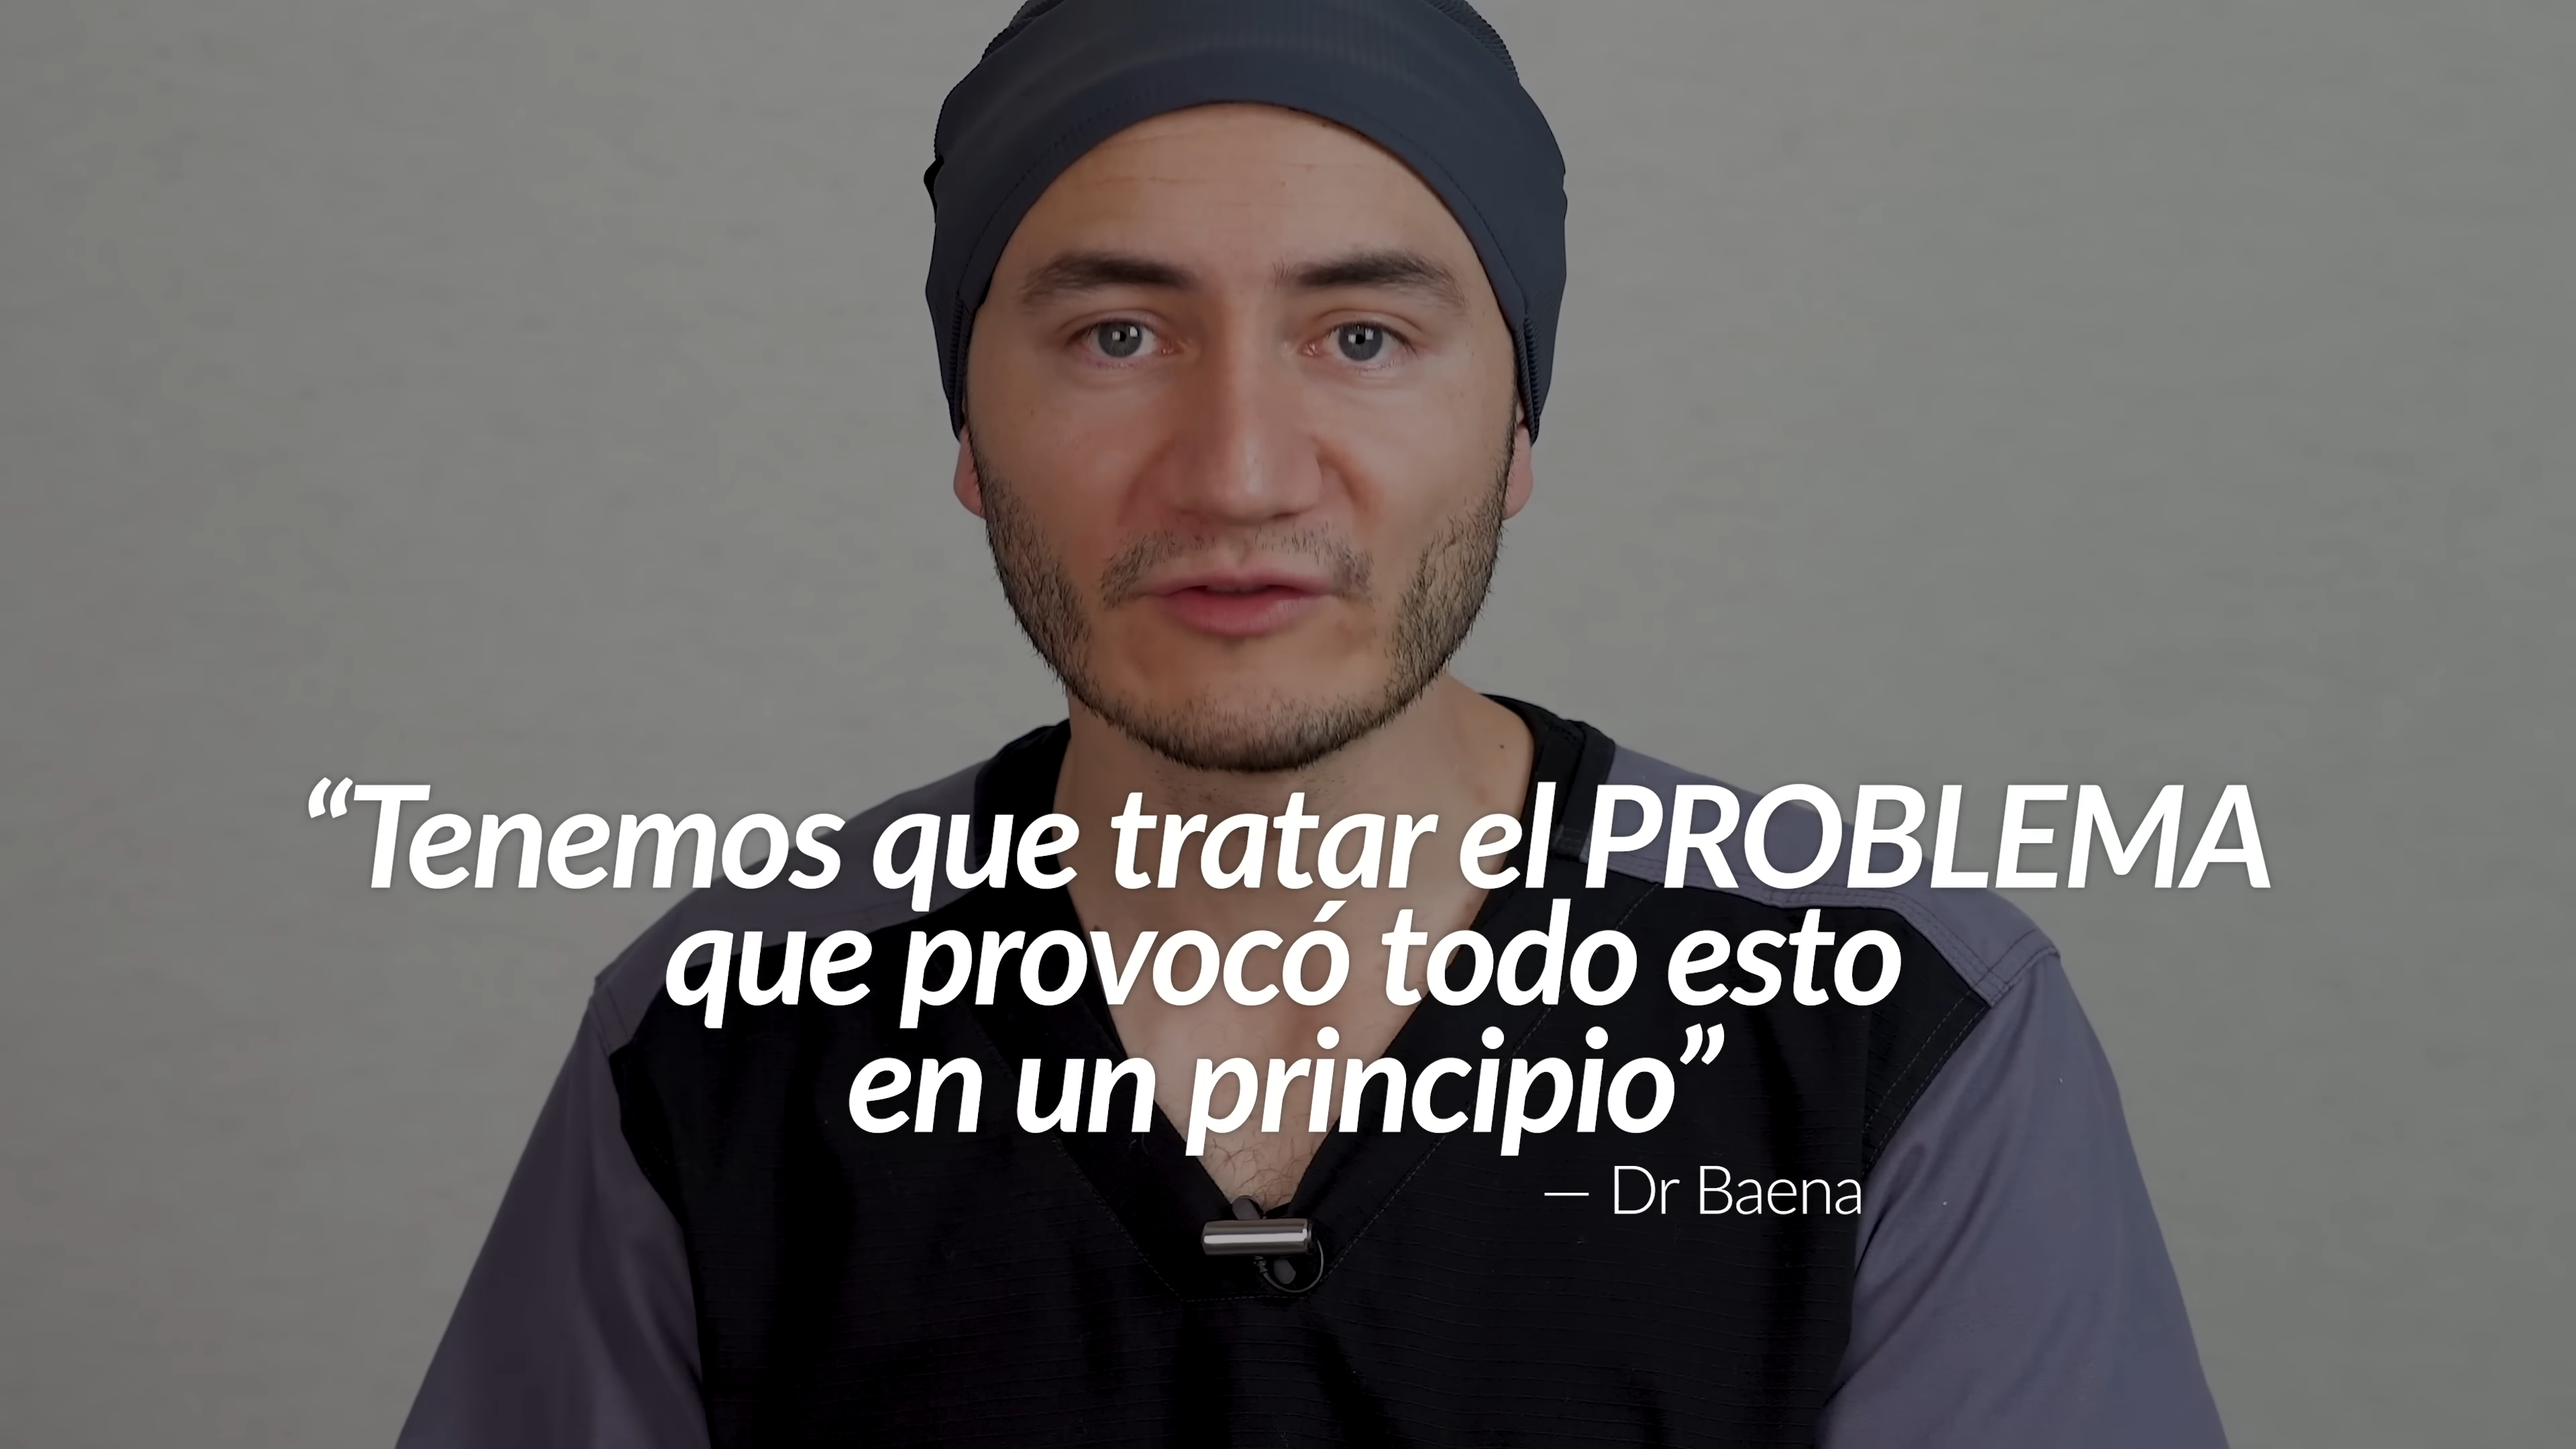 “Tenemos que tratar el PROBLEMA
que provocó todo esto
en un principio”
— Dr Baena